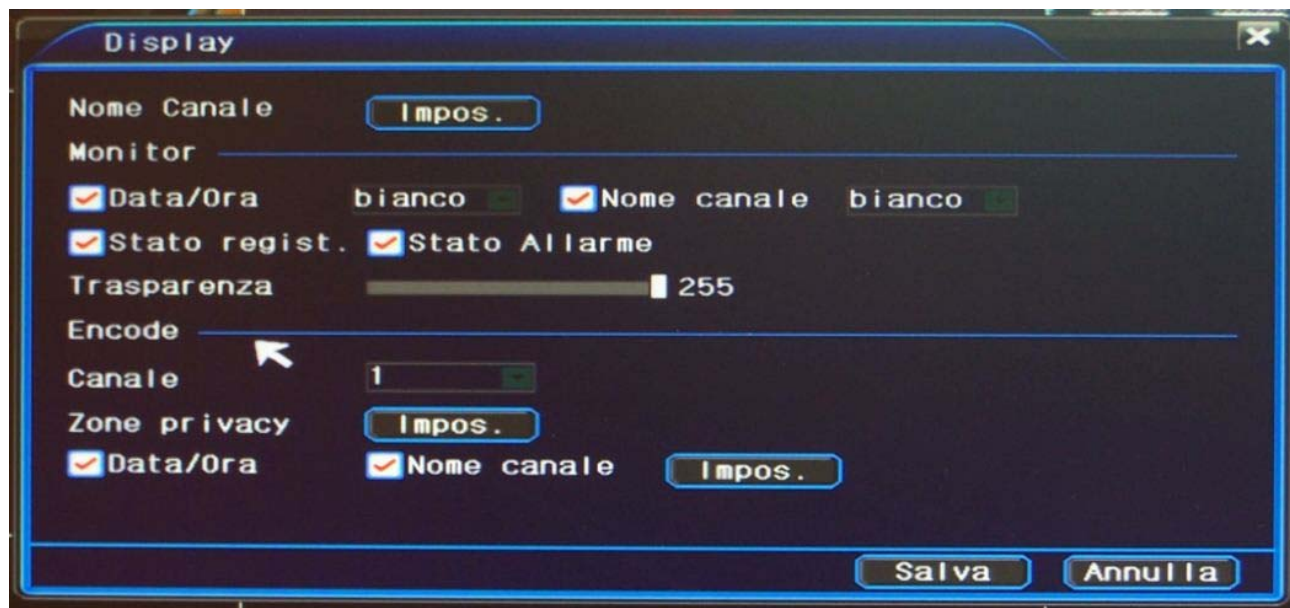 Display
Nome Canale Impos.
Monitor
Data/Ora bianco Nome canale bianco
Stato regist. Stato Allarme
Trasparenza 255
Encode
Canale 1
Zone privacy Impos.
Data/Ora Nome canale Impos.
Salva Annulla